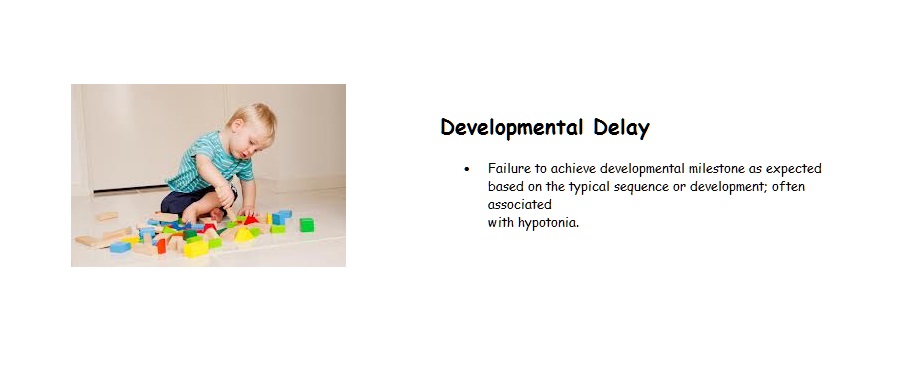 Developmental Delay
• Failure to achieve developmental milestone as expected
based on the typical sequence or development; often
associated
with hypotonia.